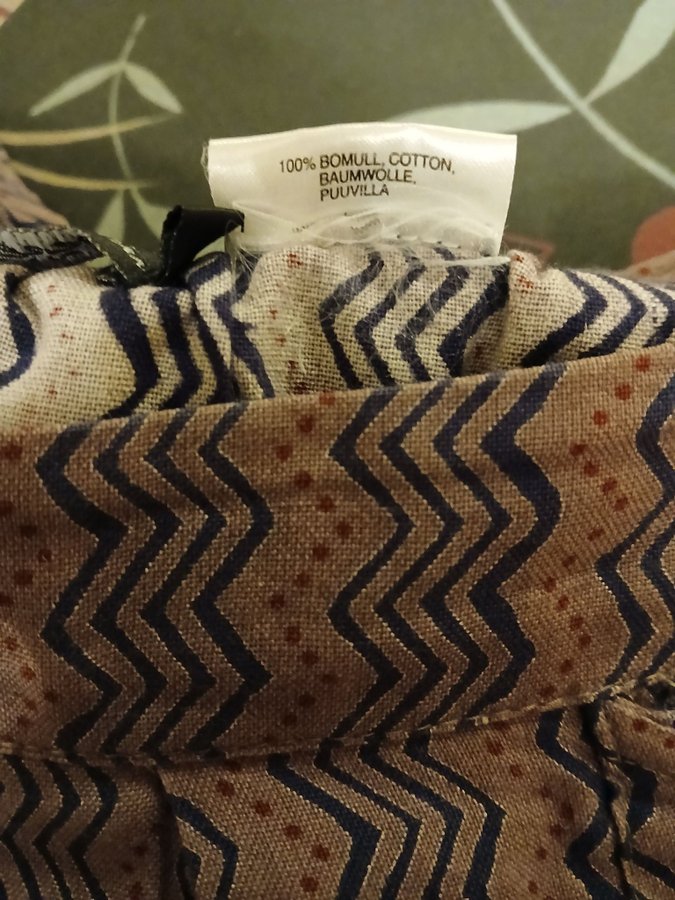 100% BOMULL, COTTON,
BAUMWOLLE,
PUUVILLA